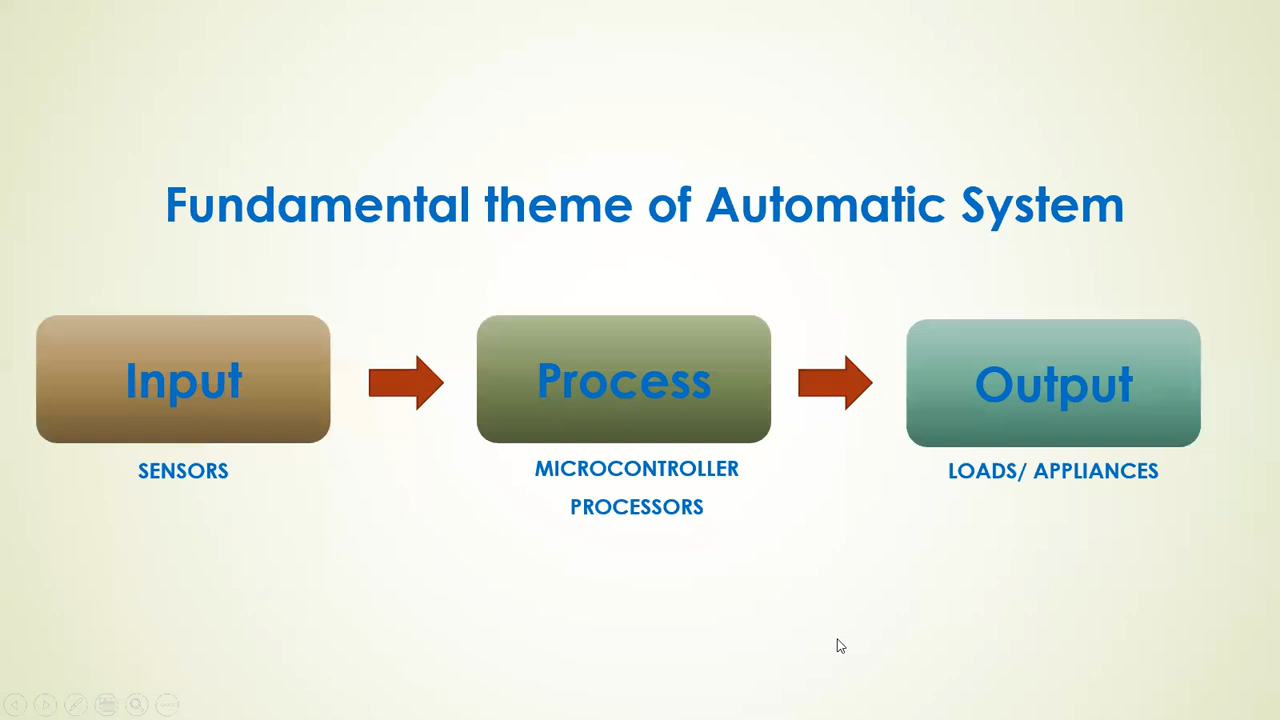 Fundamental theme of Automatic System
Input
Process
Output
SENSORS
MICROCONTROLLER
PROCESSORS
LOADS/ APPLIANCES